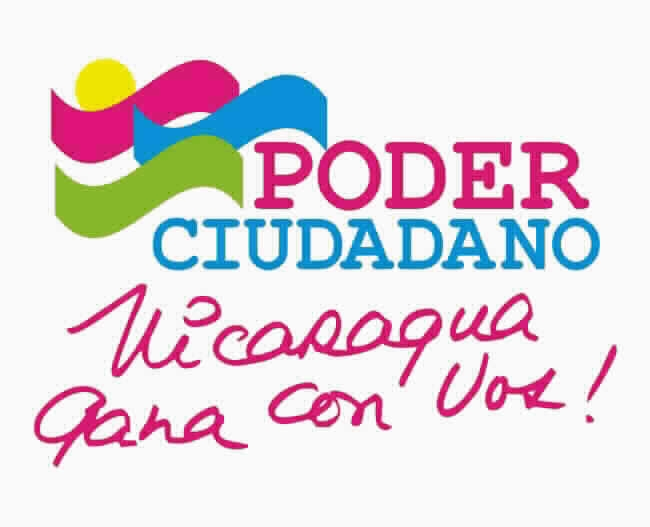 PODER
CIUDADANO
Nicaragua
gana con Vos!